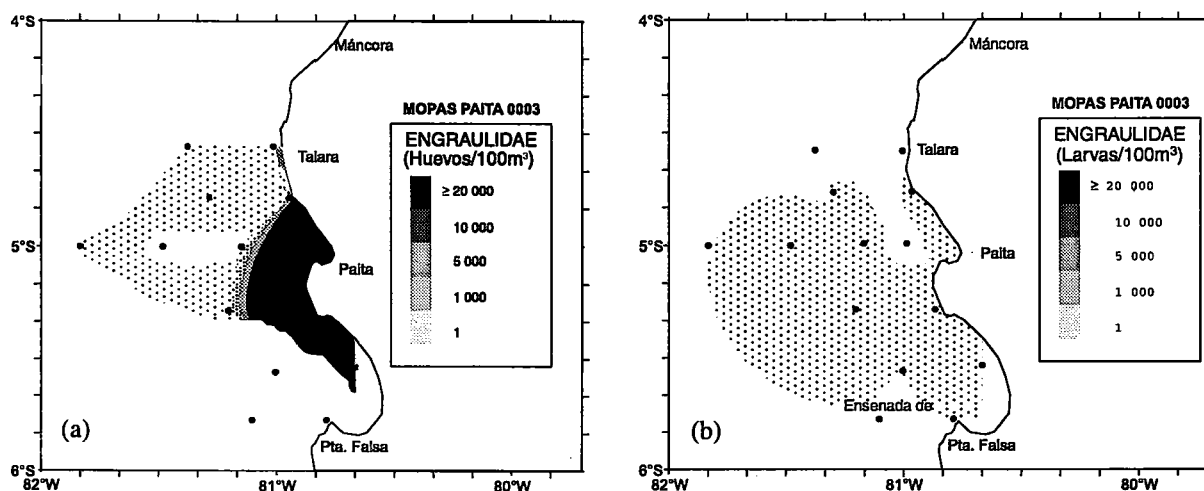 4°S
Máncora
MOPAS PAITA 0003
ENGRAULIDAE
(Huevos/100m³)
≥ 20 000
10 000
5 000
1 000
1
Talara
5°S
Paita
(a)
Pta. Falsa
6°S
82°W
81°W
80°W
4°S
Máncora
MOPAS PAITA 0003
ENGRAULIDAE
(Larvas/100m³)
≥ 20 000
10 000
5 000
1 000
1
Talara
5°S
Paita
Ensenada de
(b)
Pta. Falsa
6°S
82°W
81°W
80°W